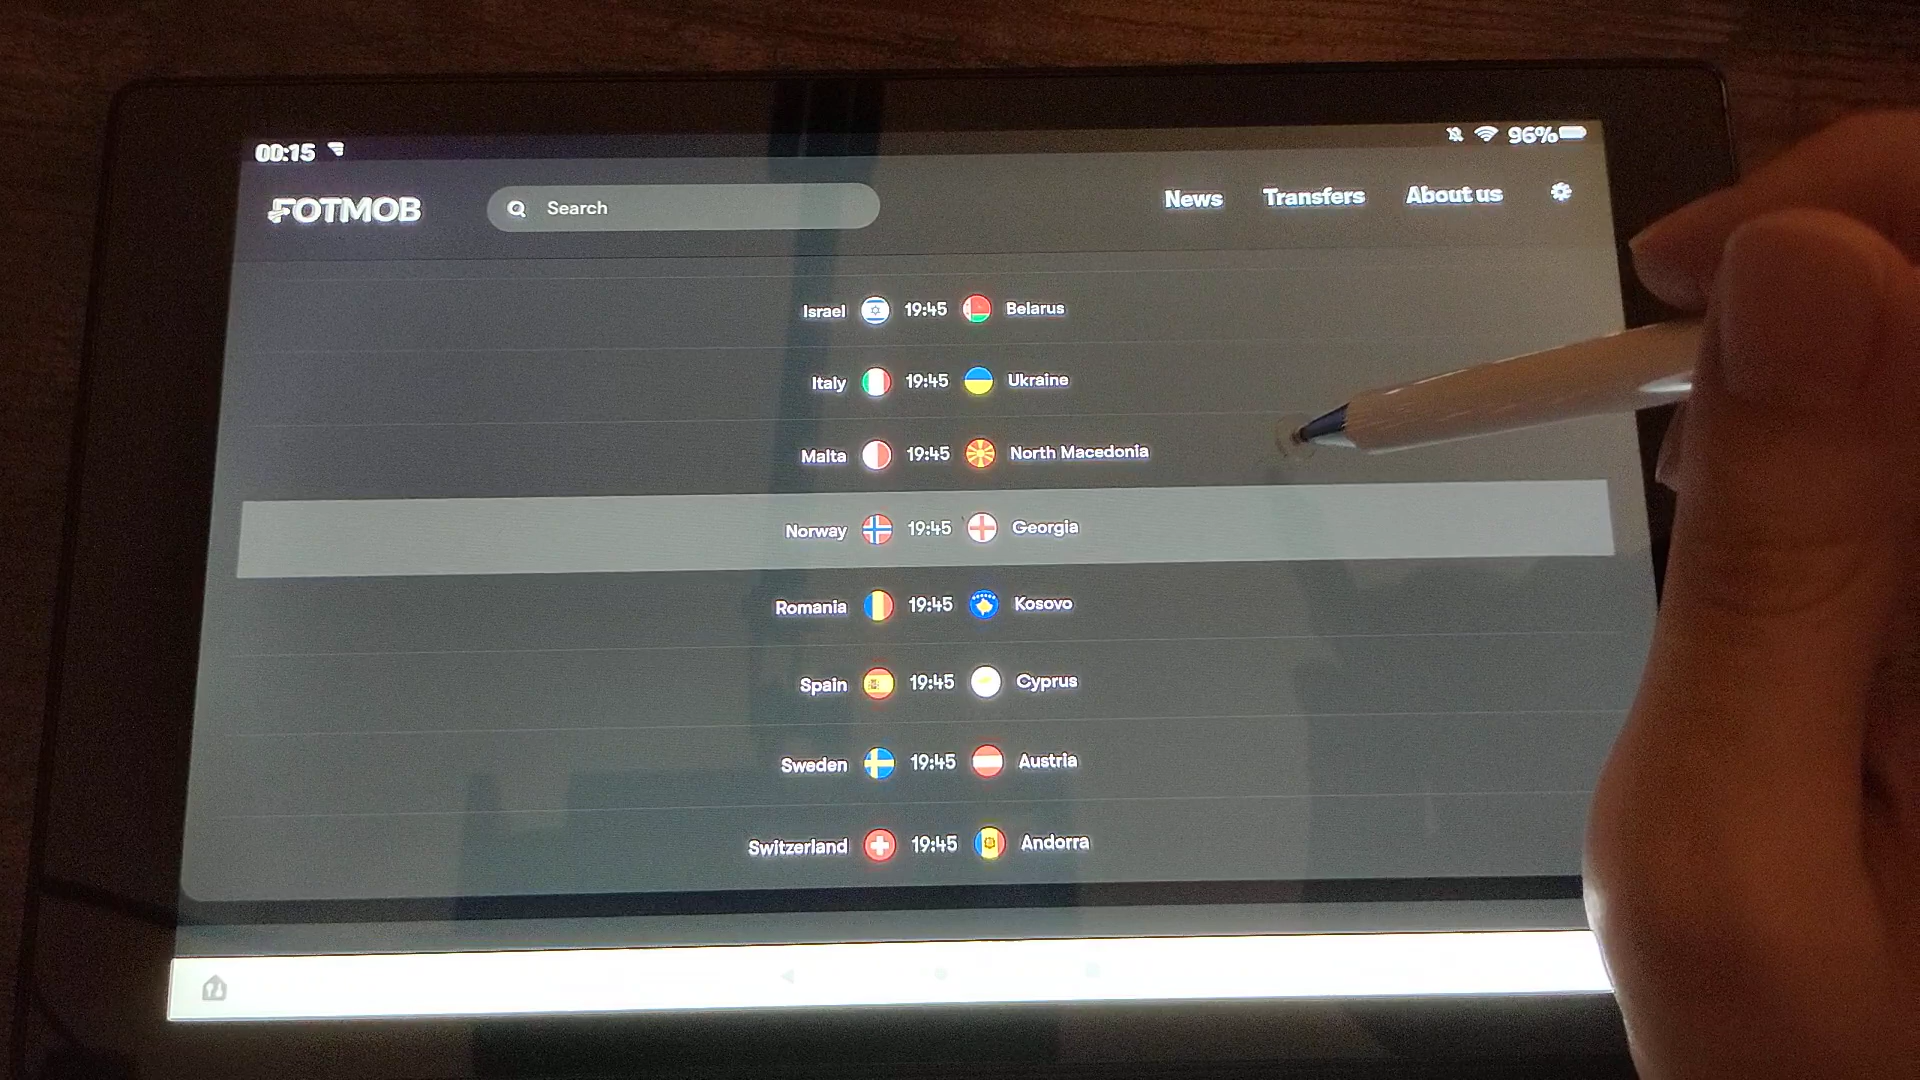 00:15 96%
FOTMOB Search News Transfers About us
Israel 19:45 Belarus
Italy 19:45 Ukraine
Malta 19:45 North Macedonia
Norway 19:45 Georgia
Romania 19:45 Kosovo
Spain 19:45 Cyprus
Sweden 19:45 Austria
Switzerland 19:45 Andorra